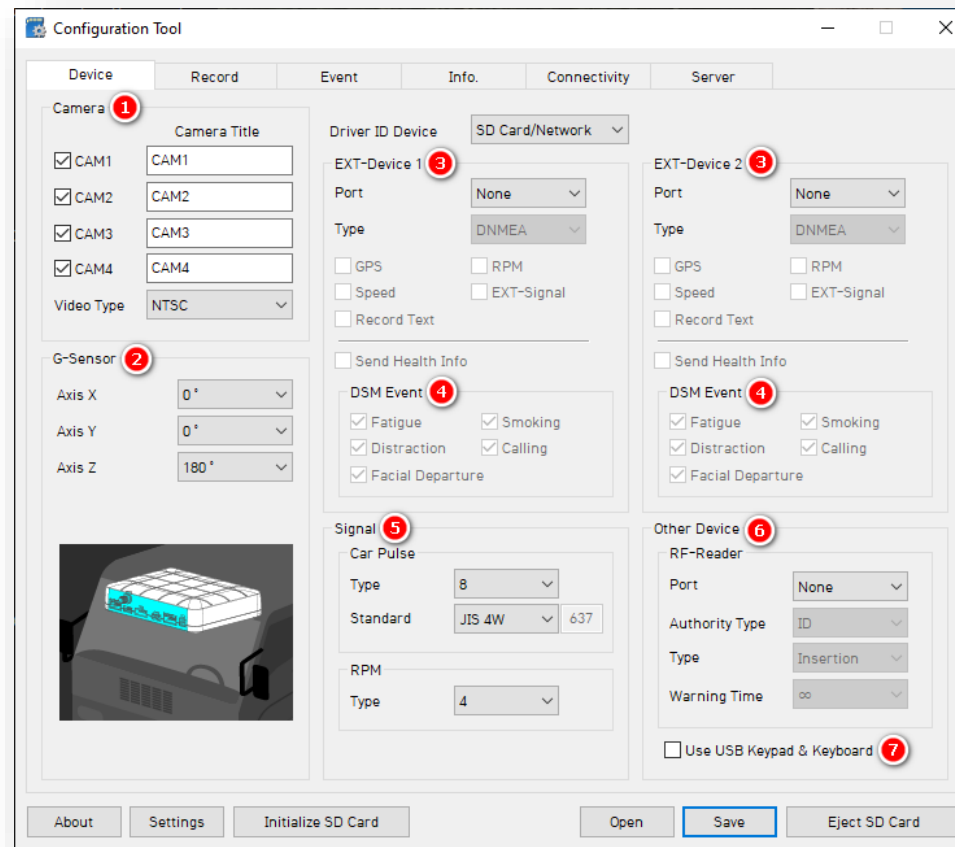 Configuration Tool
Device Record Event Info. Connectivity Server
Camera 1
Camera Title
CAM1 CAM1
CAM2 CAM2
CAM3 CAM3
CAM4 CAM4
Video Type NTSC
G-Sensor 2
Axis X 0°
Axis Y 0°
Axis Z 180°
Driver ID Device SD Card/Network
EXT-Device 1 3
Port None
Type DNMEA
GPS RPM
Speed EXT-Signal
Record Text
Send Health Info
DSM Event 4
Fatigue Smoking
Distraction Calling
Facial Departure
EXT-Device 2 3
Port None
Type DNMEA
GPS RPM
Speed EXT-Signal
Record Text
Send Health Info
DSM Event 4
Fatigue Smoking
Distraction Calling
Facial Departure
Signal 5
Car Pulse
Type 8
Standard JIS 4W 637
RPM
Type 4
Other Device 6
RF-Reader
Port None
Authority Type ID
Type Insertion
Warning Time ∞
Use USB Keypad & Keyboard 7
About Settings Initialize SD Card Open Save Eject SD Card